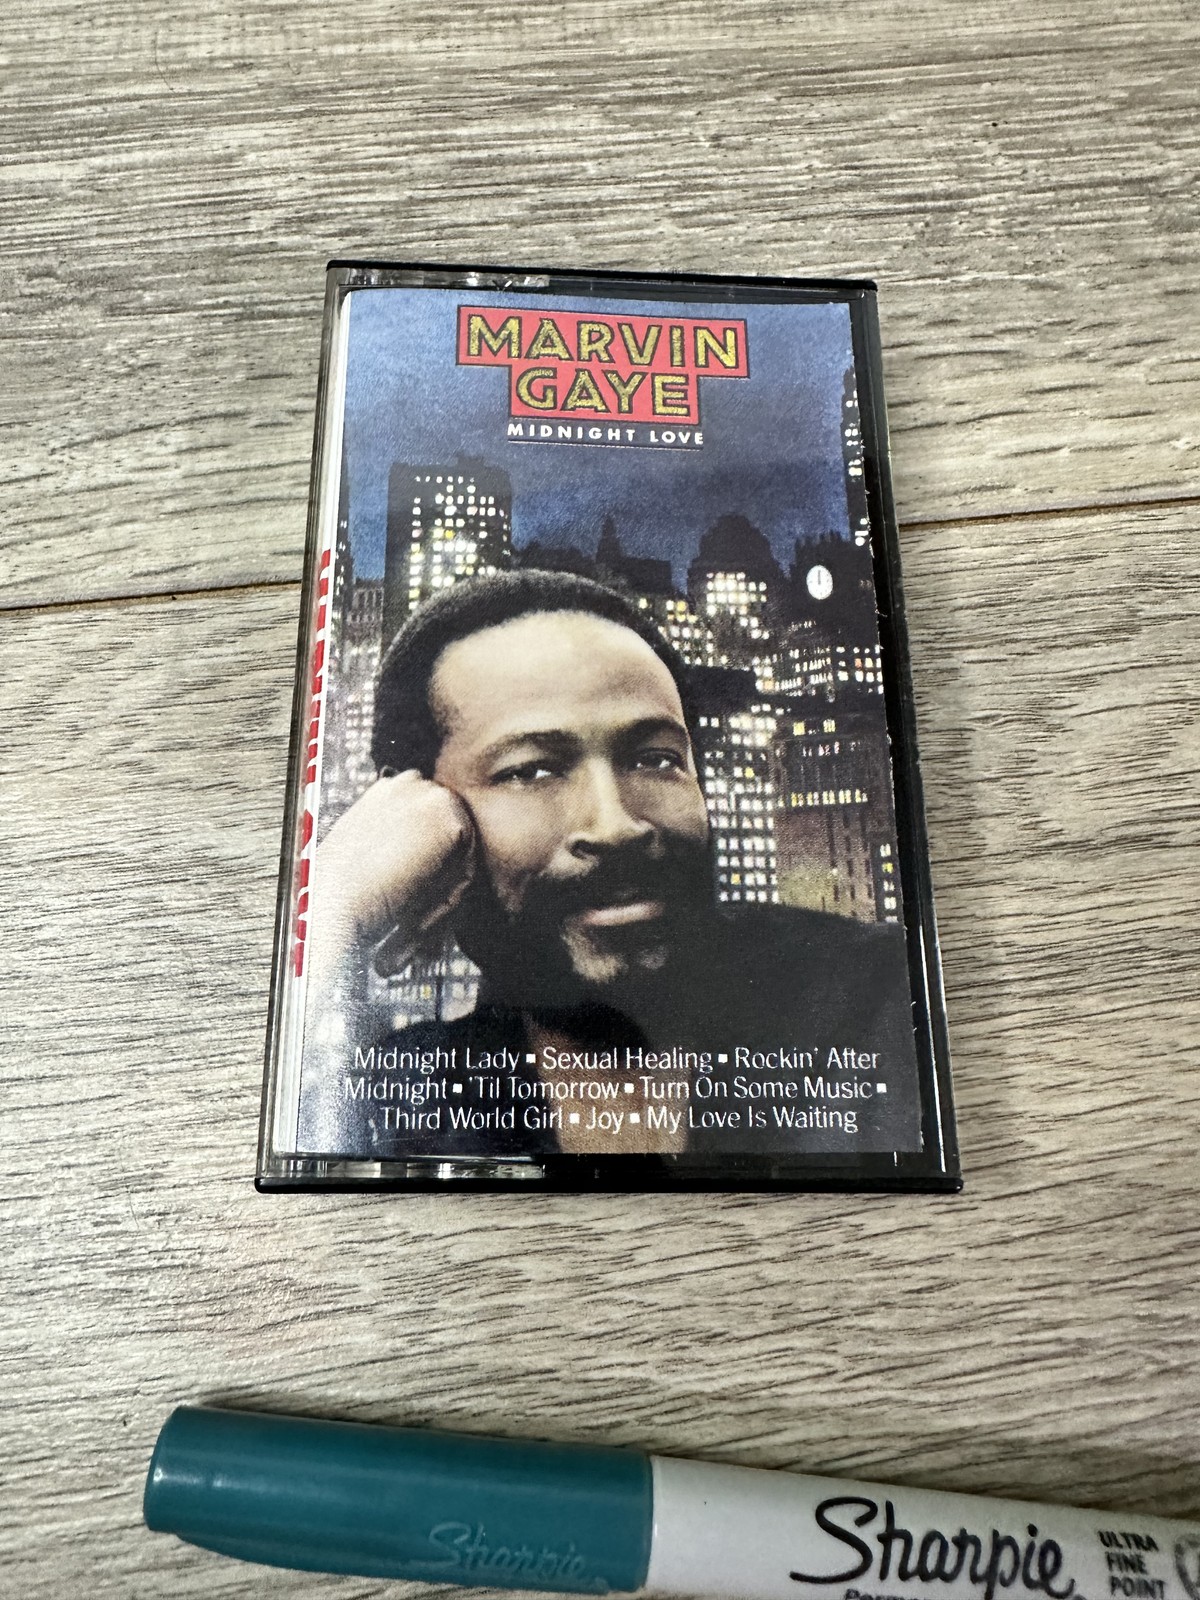 MARVIN
GAYE
MIDNIGHT LOVE
Midnight Lady ▪ Sexual Healing ▪ Rockin' After
Midnight ▪ 'Til Tomorrow ▪ Turn On Some Music ▪
Third World Girl ▪ Joy ▪ My Love Is Waiting
Sharpie
Sharpie
ULTRA
FINE
POINT